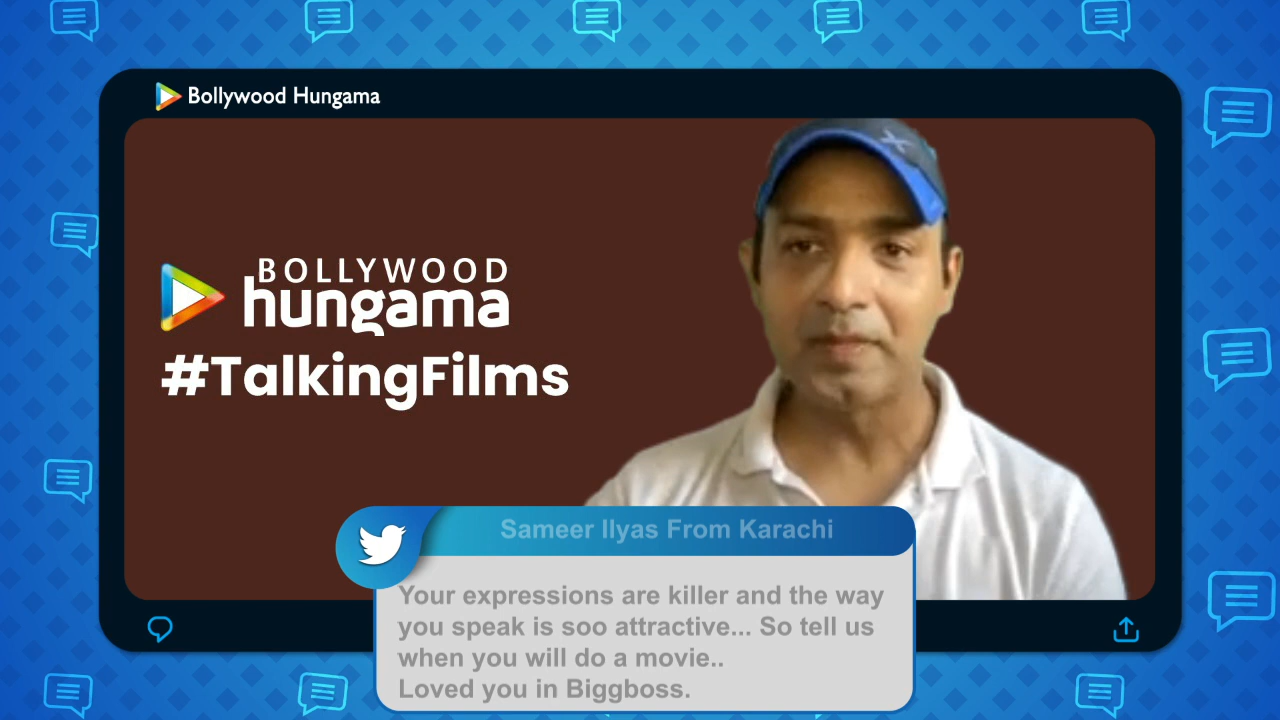 Bollywood Hungama
BOLLYWOOD
hungama
#TalkingFilms
Sameer Ilyas From Karachi
Your expressions are killer and the way
you speak is soo attractive... So tell us
when you will do a movie..
Loved you in Biggboss.